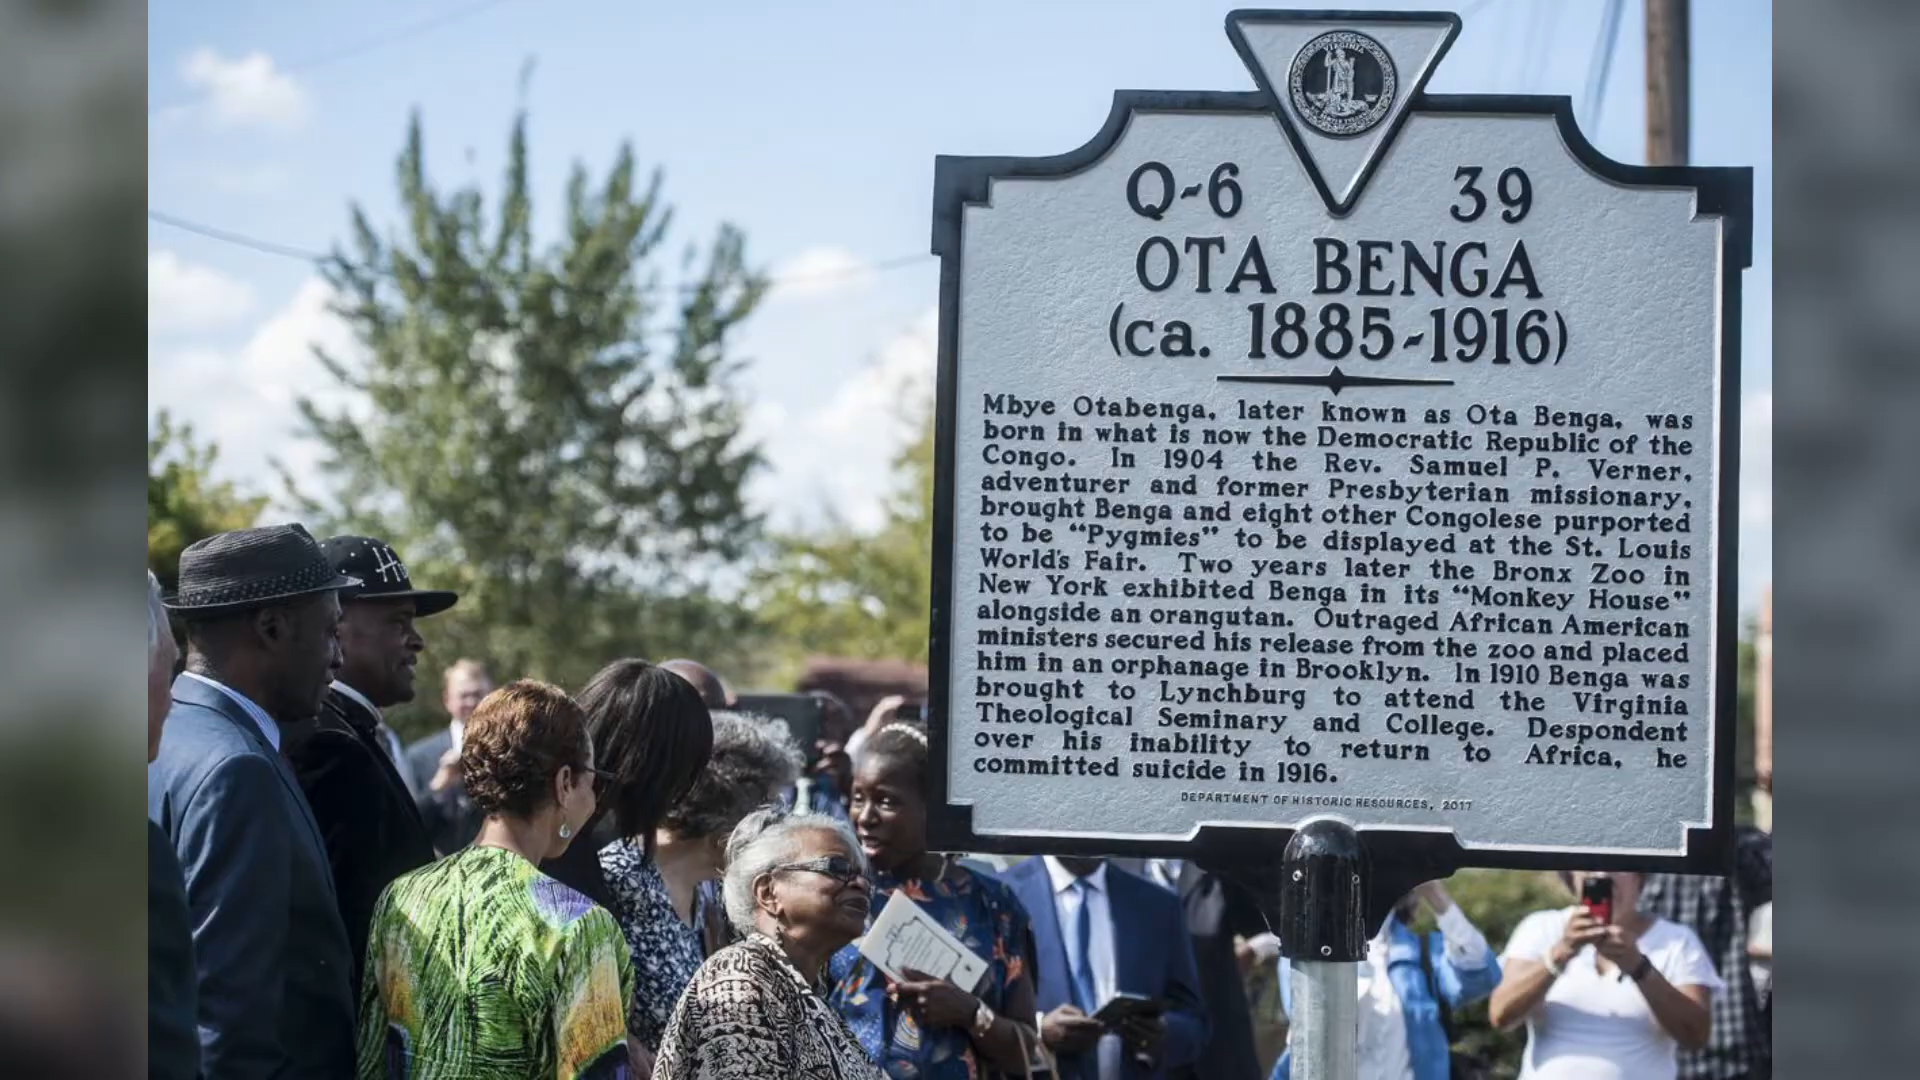 VIRGINIA
Q-6 39
OTA BENGA
(ca. 1885-1916)
Mbye Otabenga, later known as Ota Benga, was
born in what is now the Democratic Republic of the
Congo. In 1904 the Rev. Samuel P. Verner,
adventurer and former Presbyterian missionary,
brought Benga and eight other Congolese purported
to be “Pygmies” to be displayed at the St. Louis
World's Fair. Two years later the Bronx Zoo in
New York exhibited Benga in its “Monkey House”
alongside an orangutan. Outraged African American
ministers secured his release from the zoo and placed
him in an orphanage in Brooklyn. In 1910 Benga was
brought to Lynchburg to attend the Virginia
Theological Seminary and College. Despondent
over his inability to return to Africa, he
committed suicide in 1916.
DEPARTMENT OF HISTORIC RESOURCES, 2017